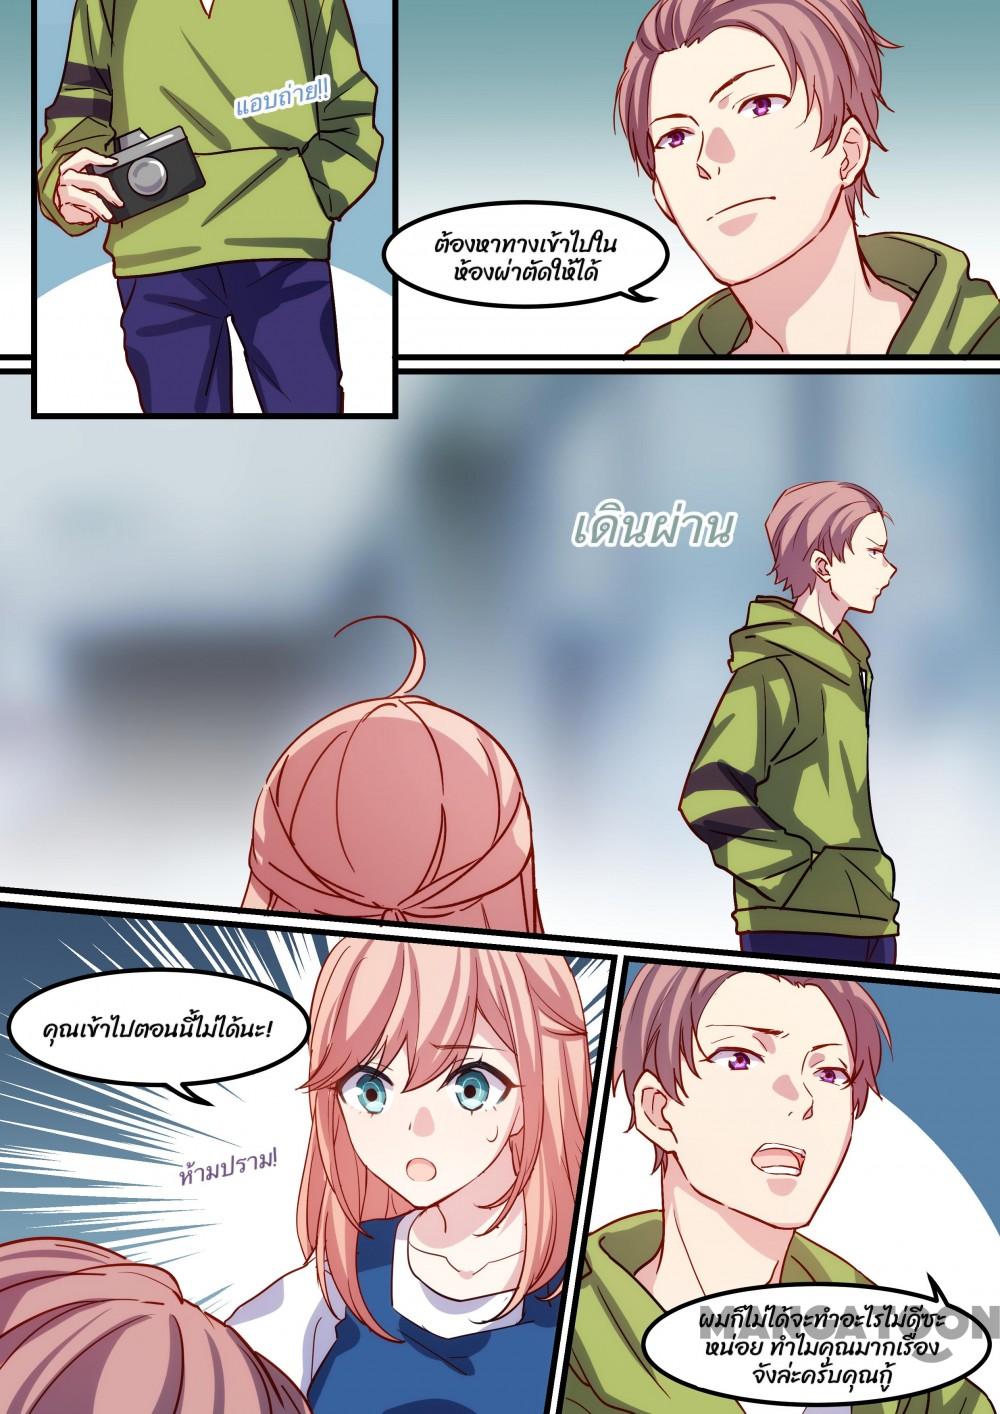 แอบถ่าย!!
ต้องหาทางเข้าไปใน
ห้องผ่าตัดให้ได้
เดินผ่าน
คุณเข้าไปตอนนี้ไม่ได้นะ!
ห้ามปราม!
ผมก็ไม่ได้จะทำอะไรไม่ดีซะ
หน่อย ทำไมคุณมากเรื่อง
จังล่ะครับคุณกู้
MANGATOON